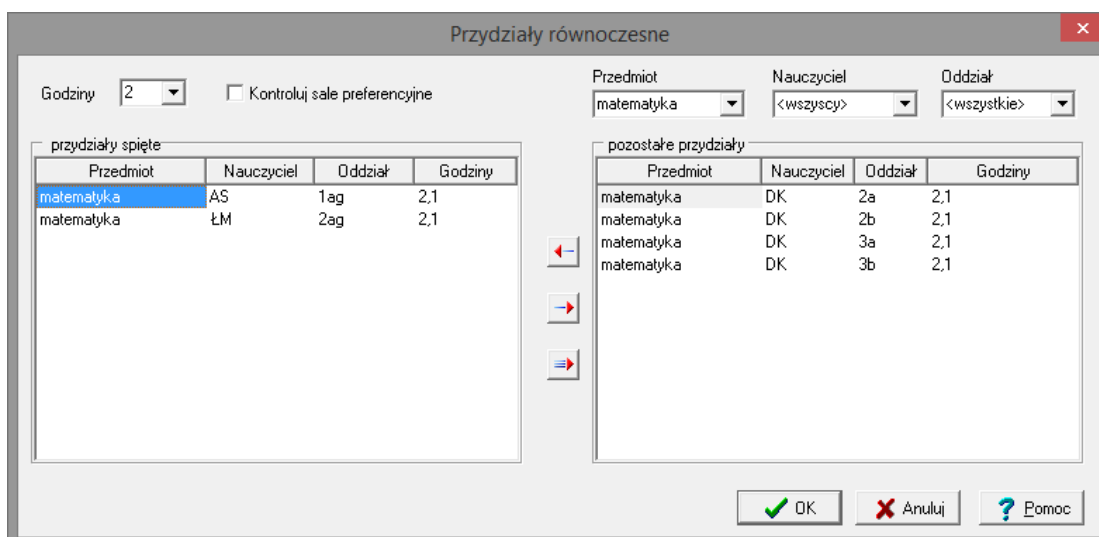 Przydziały równoczesne
Godziny 2 Kontroluj sale preferencyjne
Przedmiot Nauczyciel Oddział
matematyka <wszyscy> <wszystkie>
przydziały spięte
Przedmiot Nauczyciel Oddział Godziny
matematyka AS 1ag 2,1
matematyka ŁM 2ag 2,1
pozostałe przydziały
Przedmiot Nauczyciel Oddział Godziny
matematyka DK 2a 2,1
matematyka DK 2b 2,1
matematyka DK 3a 2,1
matematyka DK 3b 2,1
OK Anuluj Pomoc